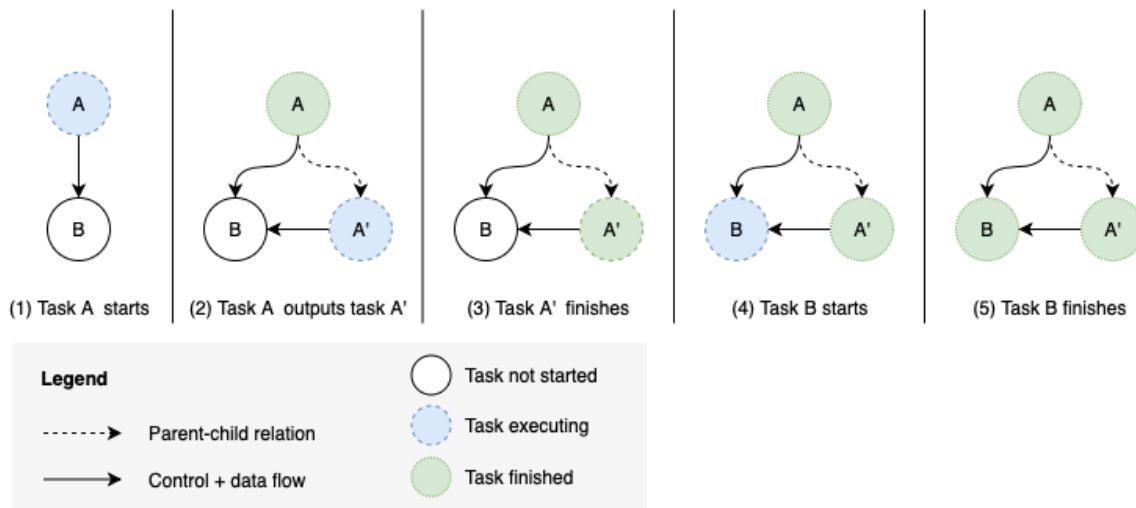 A
B
(1) Task A starts
A
B
A'
(2) Task A outputs task A'
A
B
A'
(3) Task A' finishes
A
B
A'
(4) Task B starts
A
B
A'
(5) Task B finishes
Legend
Parent-child relation
Control + data flow
Task not started
Task executing
Task finished